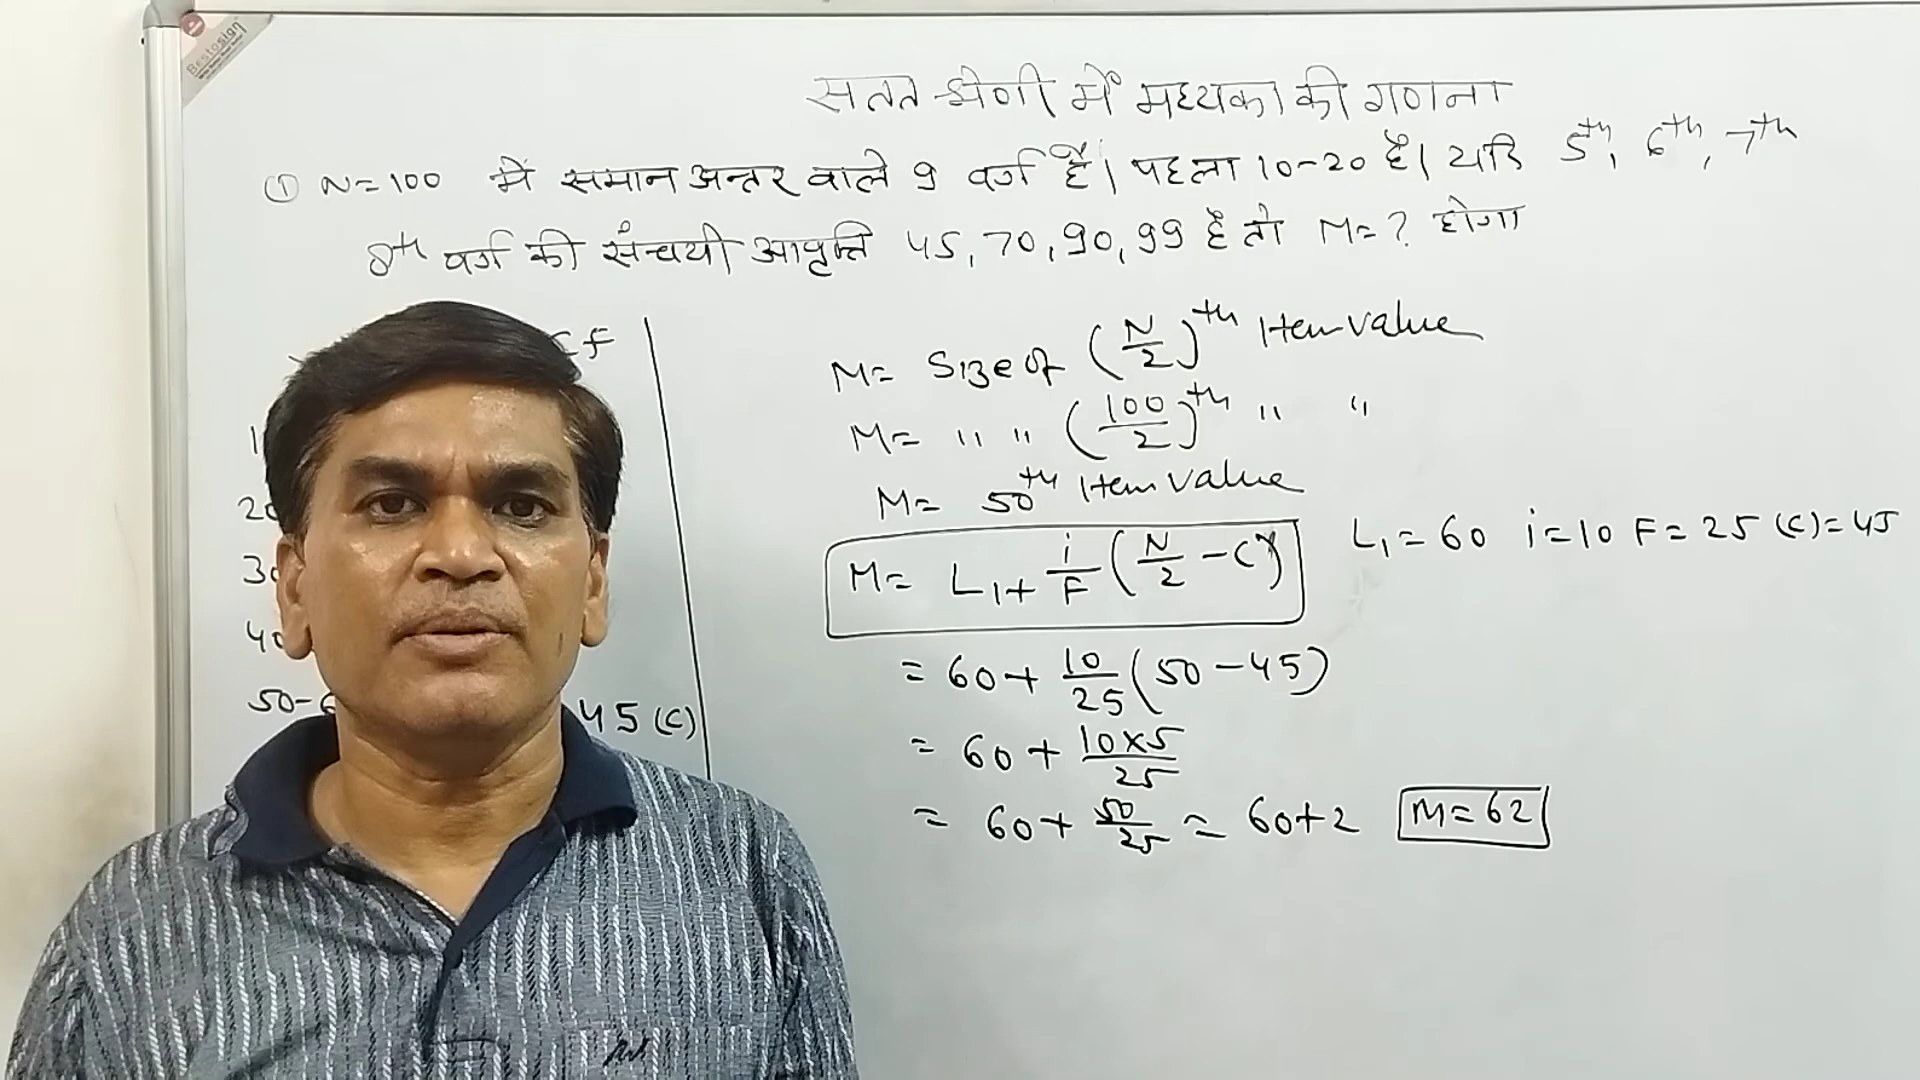 Bestosign
सतत श्रेणी में मध्यका की गणना
① N=100 में समान अन्तर वाले 9 वर्ग हैं। पहला 10-20 है। यदि 5th, 6th, 7th
8th वर्ग की संचयी आवृत्ति 45, 70, 90, 99 है तो M=? होगा
CF
M= Size of (N/2)th Item value
M= " " (100/2)th " "
M= 50th Item value
M= L1+ i/F (N/2 - C) L1=60 i=10 F=25 (C)=45
= 60+ 10/25 (50-45)
50- 45 (C)
= 60+ 10×5/25
= 60+ 50/25 = 60+2 M=62